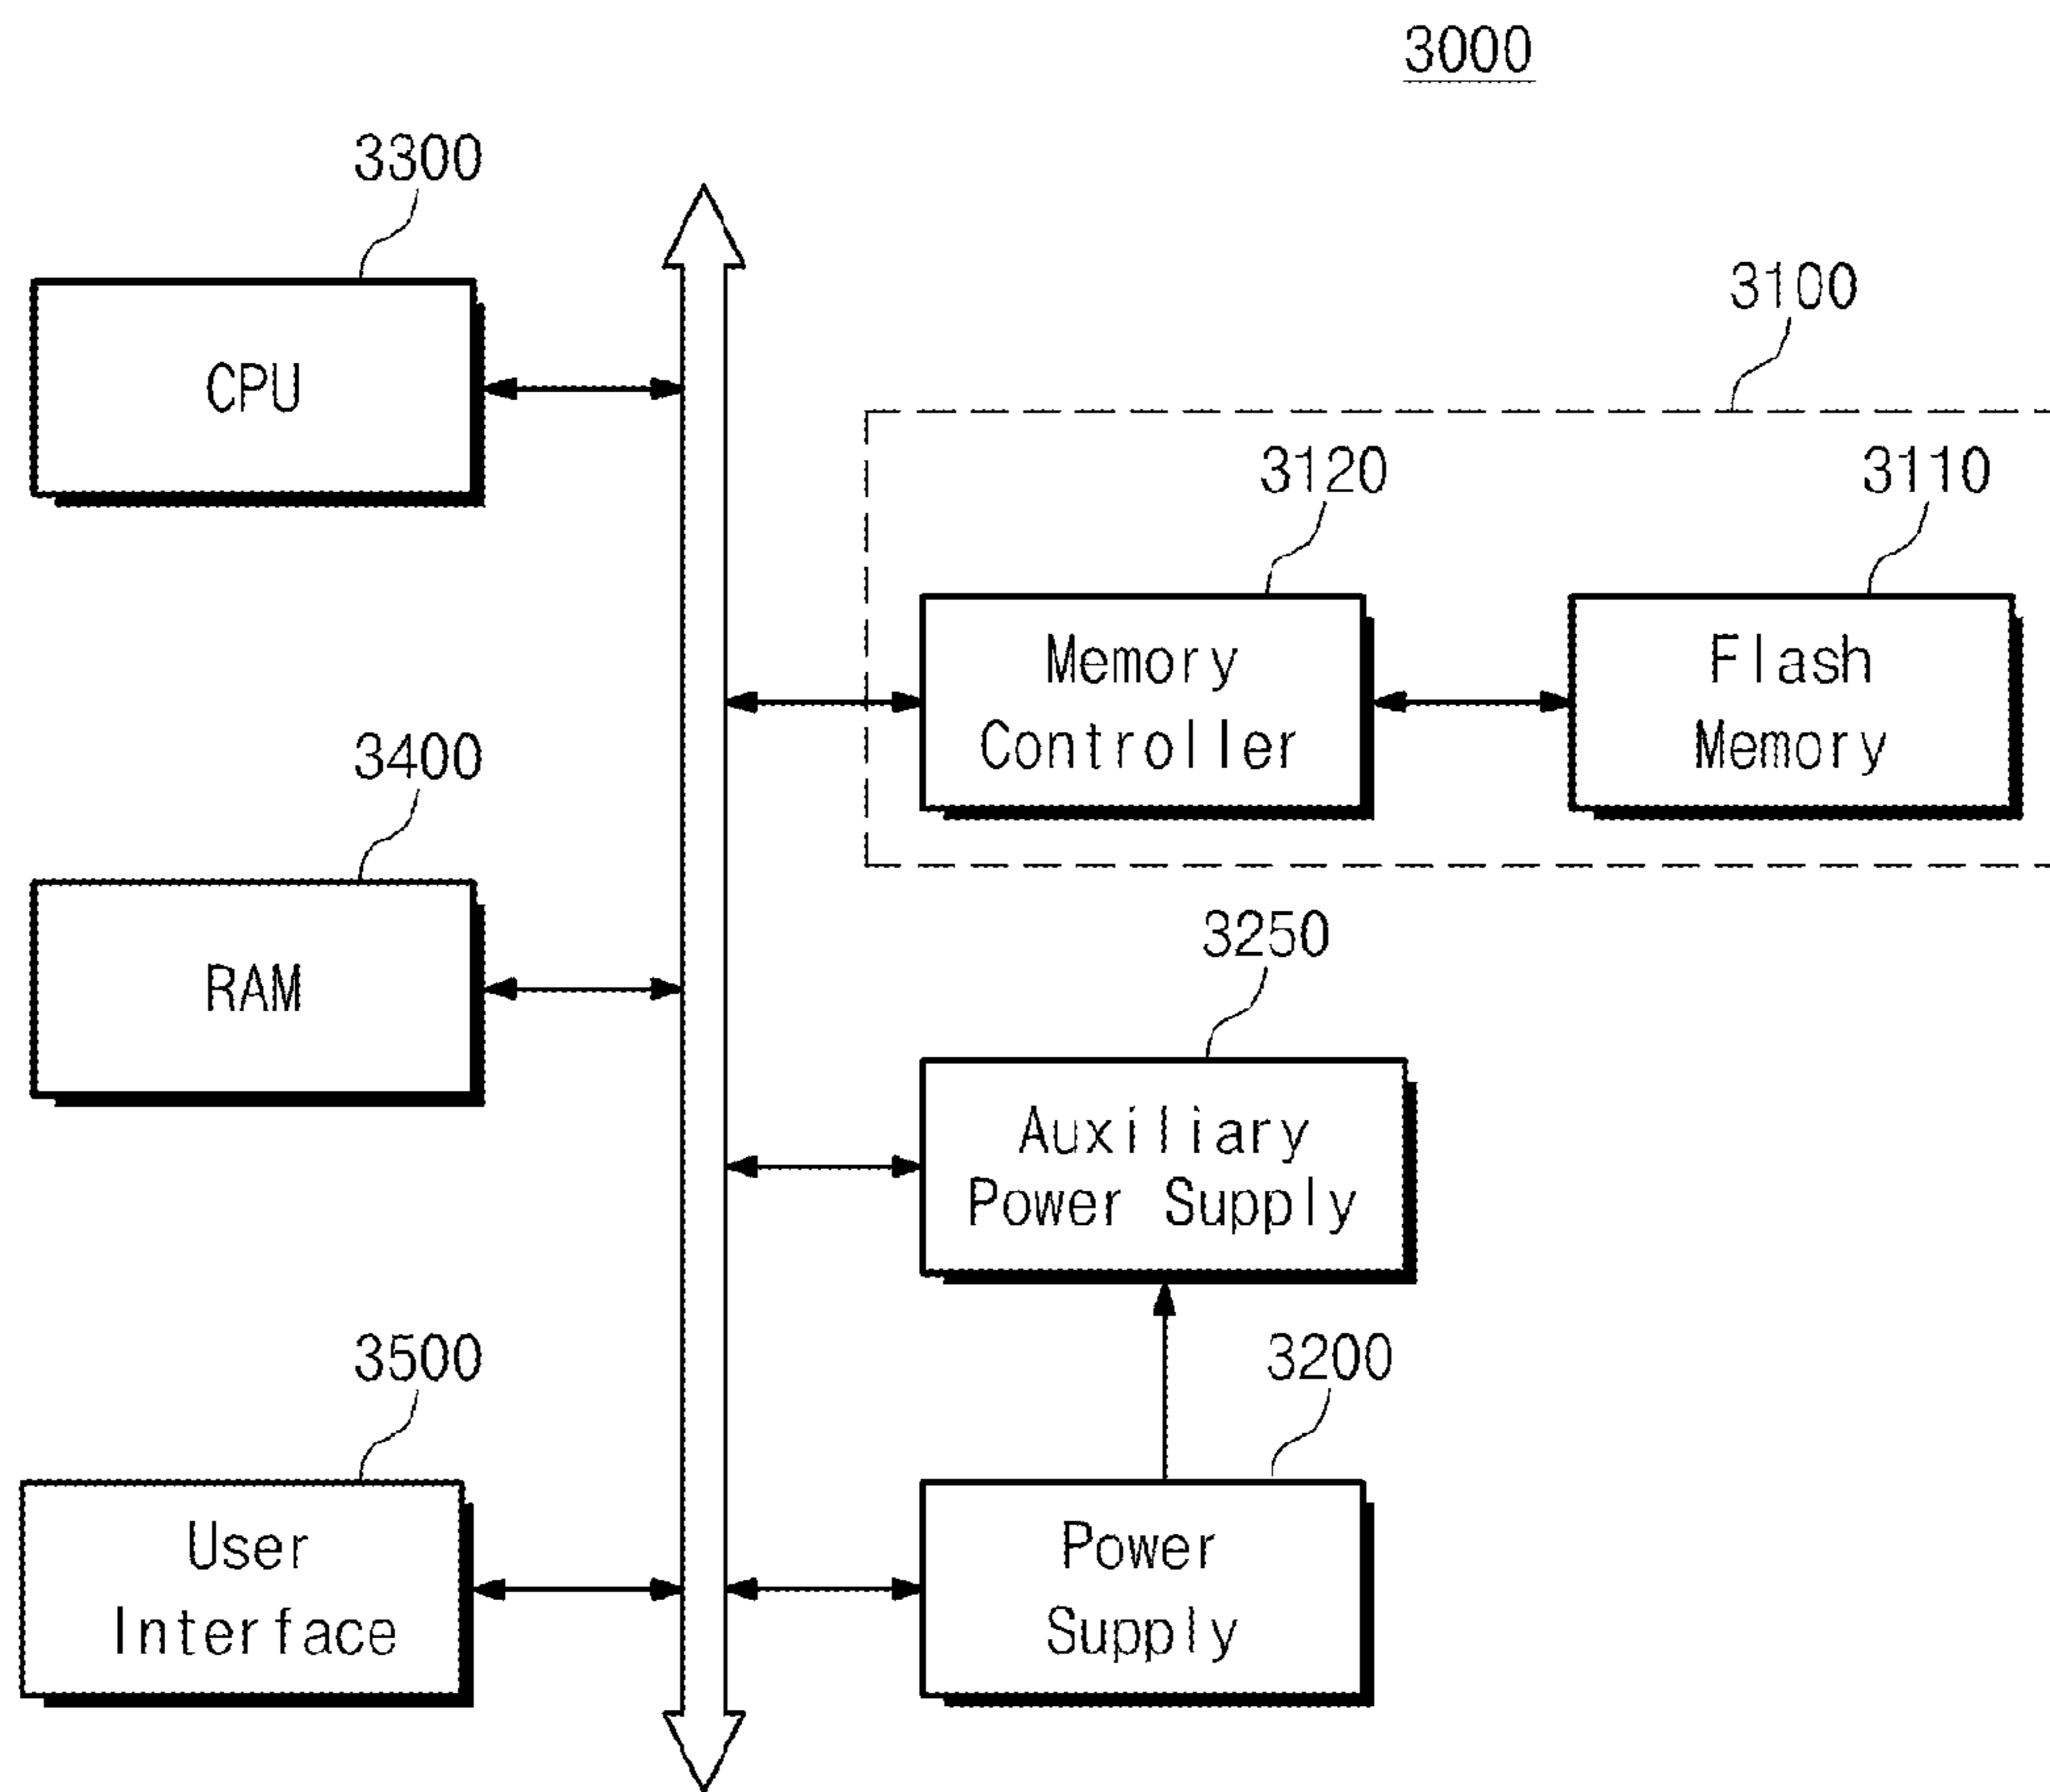 3000
3300
CPU
3100
3120
3110
Memory
Controller
Flash
Memory
3400
RAM
3250
Auxiliary
Power Supply
3500
User
Interface
3200
Power
Supply